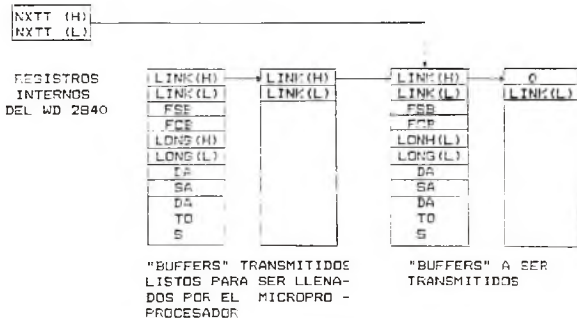 NXTT (H)
NXTT (L)
REGISTROS
INTERNOS
DEL WD 2840
LINK(H)
LINK(L)
FSB
FCB
LONG(H)
LONG(L)
DA
SA
DA
TO
S
LINK(H)
LINK(L)
LINK(H)
LINK(L)
FSB
FCB
LONH(L)
LONG(L)
DA
SA
DA
TO
S
0
LINK(L)
"BUFFERS" TRANSMITIDOS
LISTOS PARA SER LLENA-
DOS POR EL MICROPRO -
PROCESADOR
"BUFFERS" A SER
TRANSMITIDOS